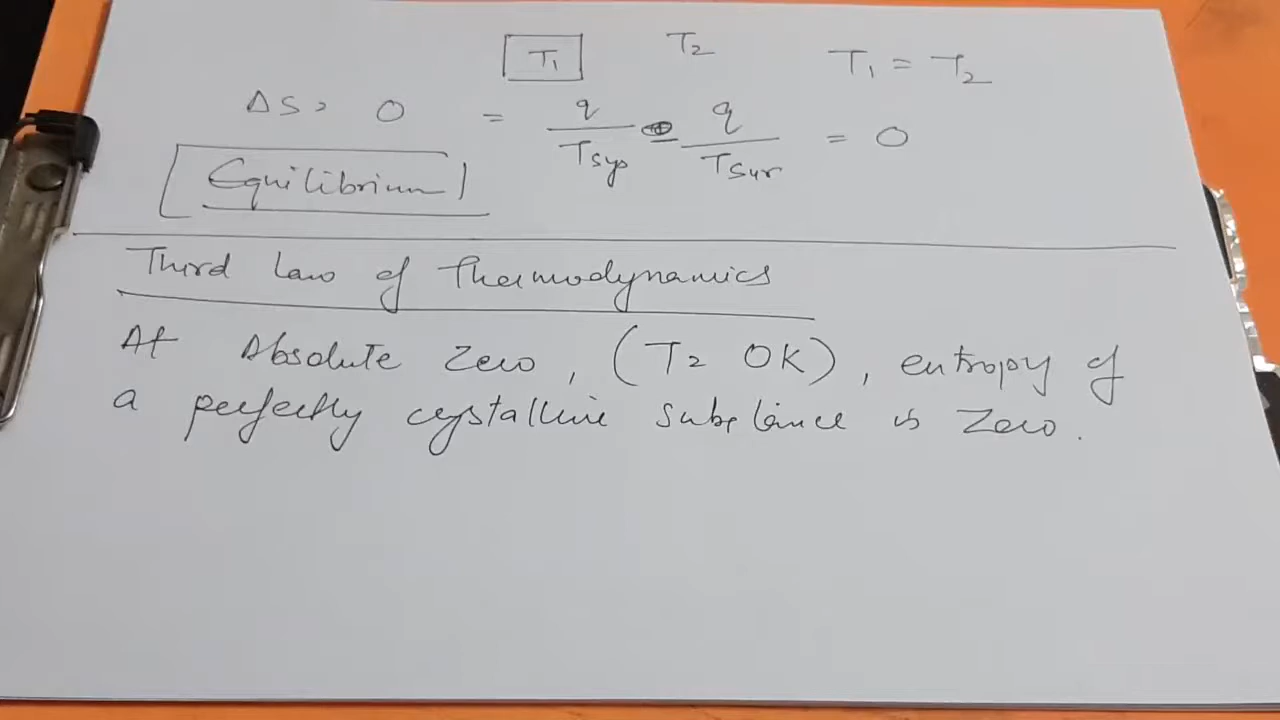 T₁ T₂ T₁ = T₂
ΔS = 0 = q/Tsys - q/Tsur = 0
Equilibrium
Third Law of Thermodynamics
At Absolute Zero, (T = 0K), entropy of
a perfectly crystalline substance is Zero.